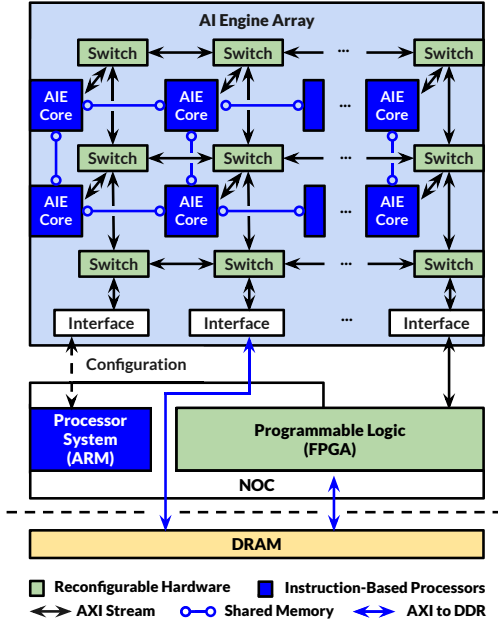 AI Engine Array
Switch Switch ... Switch
AIE Core AIE Core ... AIE Core
Switch Switch ... Switch
AIE Core AIE Core ... AIE Core
Switch Switch ... Switch
Interface Interface ... Interface
Configuration
Processor System (ARM)
Programmable Logic (FPGA)
NOC
DRAM
Reconfigurable Hardware Instruction-Based Processors
AXI Stream Shared Memory AXI to DDR